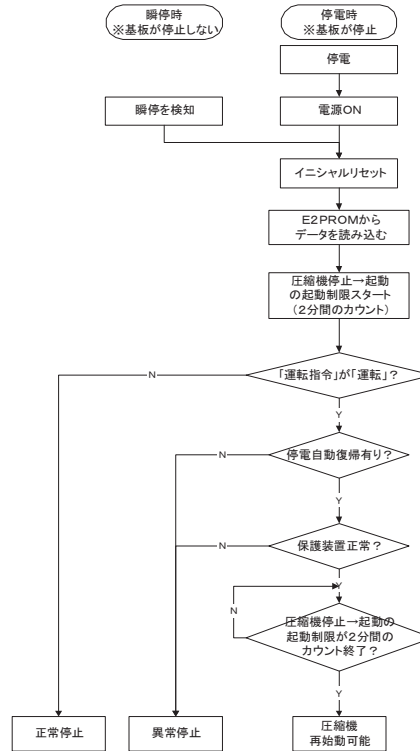 瞬停時
※基板が停止しない
停電時
※基板が停止
停電
瞬停を検知
電源ON
イニシャルリセット
E2PROMから
データを読み込む
圧縮機停止→起動
の起動制限スタート
(2分間のカウント)
N
「運転指令」が「運転」?
Y
N
停電自動復帰有り?
Y
N
保護装置正常?
Y
N
圧縮機停止→起動の
起動制限が2分間の
カウント終了?
Y
正常停止
異常停止
圧縮機
再始動可能